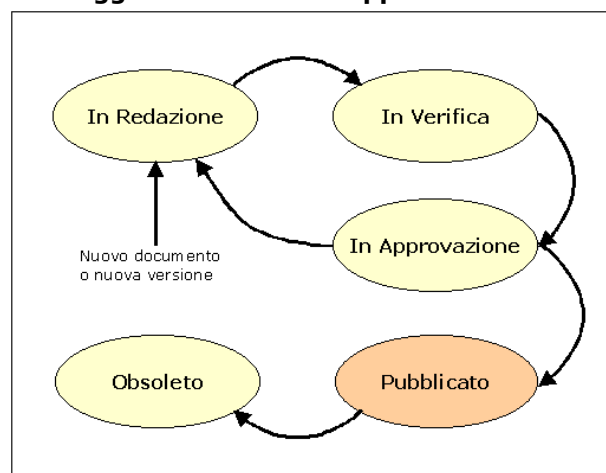 In Redazione
In Verifica
In Approvazione
Nuovo documento
o nuova versione
Obsoleto
Pubblicato